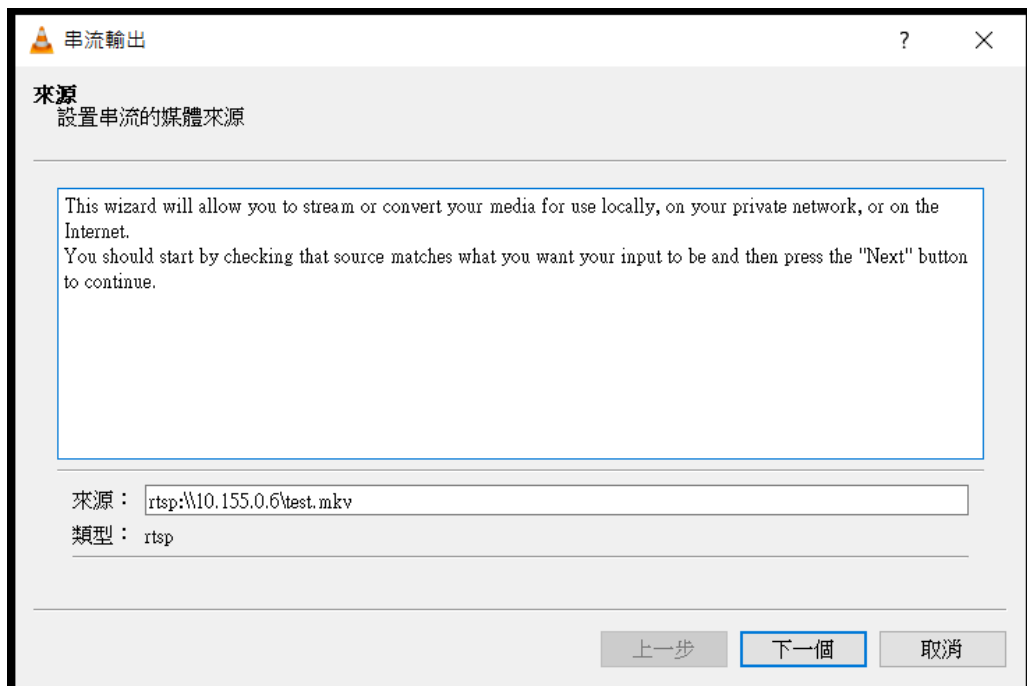 串流輸出
?
來源
設置串流的媒體來源
This wizard will allow you to stream or convert your media for use locally, on your private network, or on the
Internet.
You should start by checking that source matches what you want your input to be and then press the "Next" button
to continue.
來源： rtsp:\\10.155.0.6\test.mkv
類型： rtsp
上一步 下一個 取消